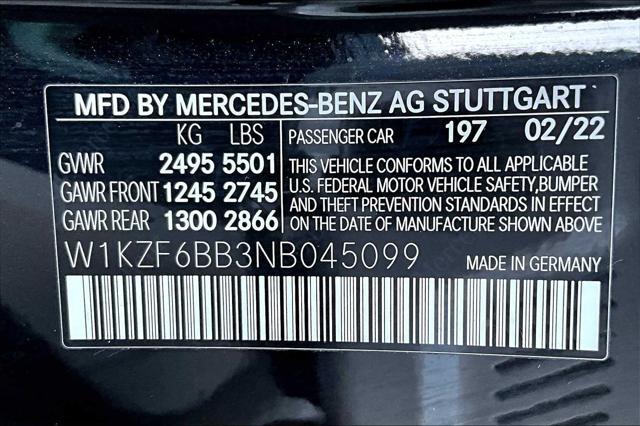 MFD BY MERCEDES-BENZ AG STUTTGART
KG LBS PASSENGER CAR 197 02/22
GVWR 2495 5501 THIS VEHICLE CONFORMS TO ALL APPLICABLE
GAWR FRONT 1245 2745 U.S. FEDERAL MOTOR VEHICLE SAFETY,BUMPER
GAWR REAR 1300 2866 AND THEFT PREVENTION STANDARDS IN EFFECT
ON THE DATE OF MANUFACTURE SHOWN ABOVE
W1KZF6BB3NB045099 MADE IN GERMANY